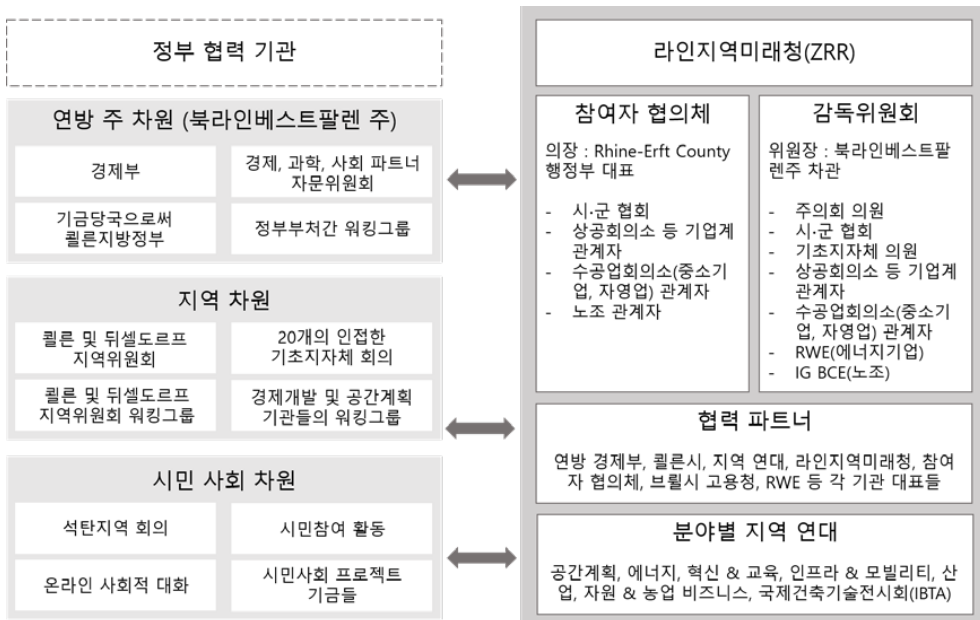 정부 협력 기관
연방 주 차원 (북라인베스트팔렌 주)
경제부
경제, 과학, 사회 파트너
자문위원회
기금당국으로써
쾰른지방정부
정부부처간 워킹그룹
지역 차원
쾰른 및 뒤셀도르프
지역위원회
20개의 인접한
기초지자체 회의
쾰른 및 뒤셀도르프
지역위원회 워킹그룹
경제개발 및 공간계획
기관들의 워킹그룹
시민 사회 차원
석탄지역 회의
시민참여 활동
온라인 사회적 대화
시민사회 프로젝트
기금들
라인지역미래청(ZRR)
참여자 협의체
의장 : Rhine-Erft County
행정부 대표
- 시·군 협회
- 상공회의소 등 기업계
관계자
- 수공업회의소(중소기
업, 자영업) 관계자
- 노조 관계자
감독위원회
위원장 : 북라인베스트팔
렌주 차관
- 주의회 의원
- 시·군 협회
- 기초지자체 의원
- 상공회의소 등 기업계
관계자
- 수공업회의소(중소기
업, 자영업) 관계자
- RWE(에너지기업)
- IG BCE(노조)
협력 파트너
연방 경제부, 쾰른시, 지역 연대, 라인지역미래청, 참여
자 협의체, 브륄시 고용청, RWE 등 각 기관 대표들
분야별 지역 연대
공간계획, 에너지, 혁신 & 교육, 인프라 & 모빌리티, 산
업, 자원 & 농업 비즈니스, 국제건축기술전시회(IBTA)